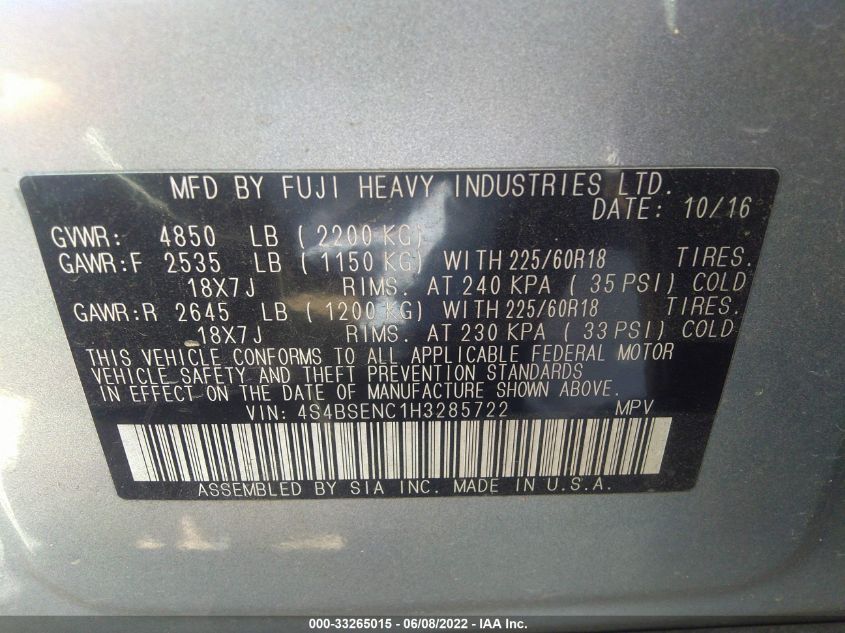 MFD BY FUJI HEAVY INDUSTRIES LTD.
DATE: 10/16
GVWR: 4850 LB ( 2200 KG)
GAWR:F 2535 LB ( 1150 KG) WITH 225/60R18 TIRES.
18X7J RIMS. AT 240 KPA ( 35 PSI) COLD
GAWR:R 2645 LB ( 1200 KG) WITH 225/60R18 TIRES.
18X7J RIMS. AT 230 KPA ( 33 PSI) COLD
THIS VEHICLE CONFORMS TO ALL APPLICABLE FEDERAL MOTOR
VEHICLE SAFETY AND THEFT PREVENTION STANDARDS
IN EFFECT ON THE DATE OF MANUFACTURE SHOWN ABOVE.
VIN: 4S4BSENC1H3285722 MPV
ASSEMBLED BY SIA INC. MADE IN U.S.A.
000-33265015 - 06/08/2022 - IAA Inc.